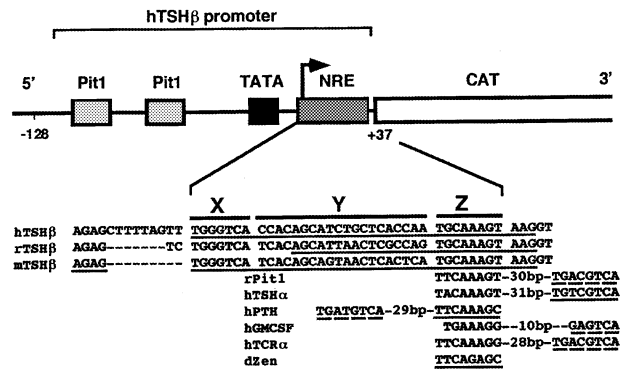 hTSHβ promoter
5' Pit1 Pit1 TATA NRE CAT 3'
-128 +37
X Y Z
hTSHβ AGAGCTTTTAGTT TGGGTCA CCACAGCATCTGCTCACCAA TGCAAAGT AAGGT
rTSHβ AGAG-------TC TGGGTCA TCACAGCATTAACTCGCCAG TGCAAAGT AAGGT
mTSHβ AGAG--------- TGGGTCA TCACAGCAGTAACTCACTCA TGCAAAGT AAGGT
rPit1 TTCAAAGT-30bp-TGACGTCA
hTSHα TACAAAGT-31bp-TGTCGTCA
hPTH TGATGTCA-29bp-TTCAAAGC
hGMCSF TGAAAGG--10bp--GAGTCA
hTCRα TTCAAAGG-28bp-TGACGTCA
dZen TTCAGAGC